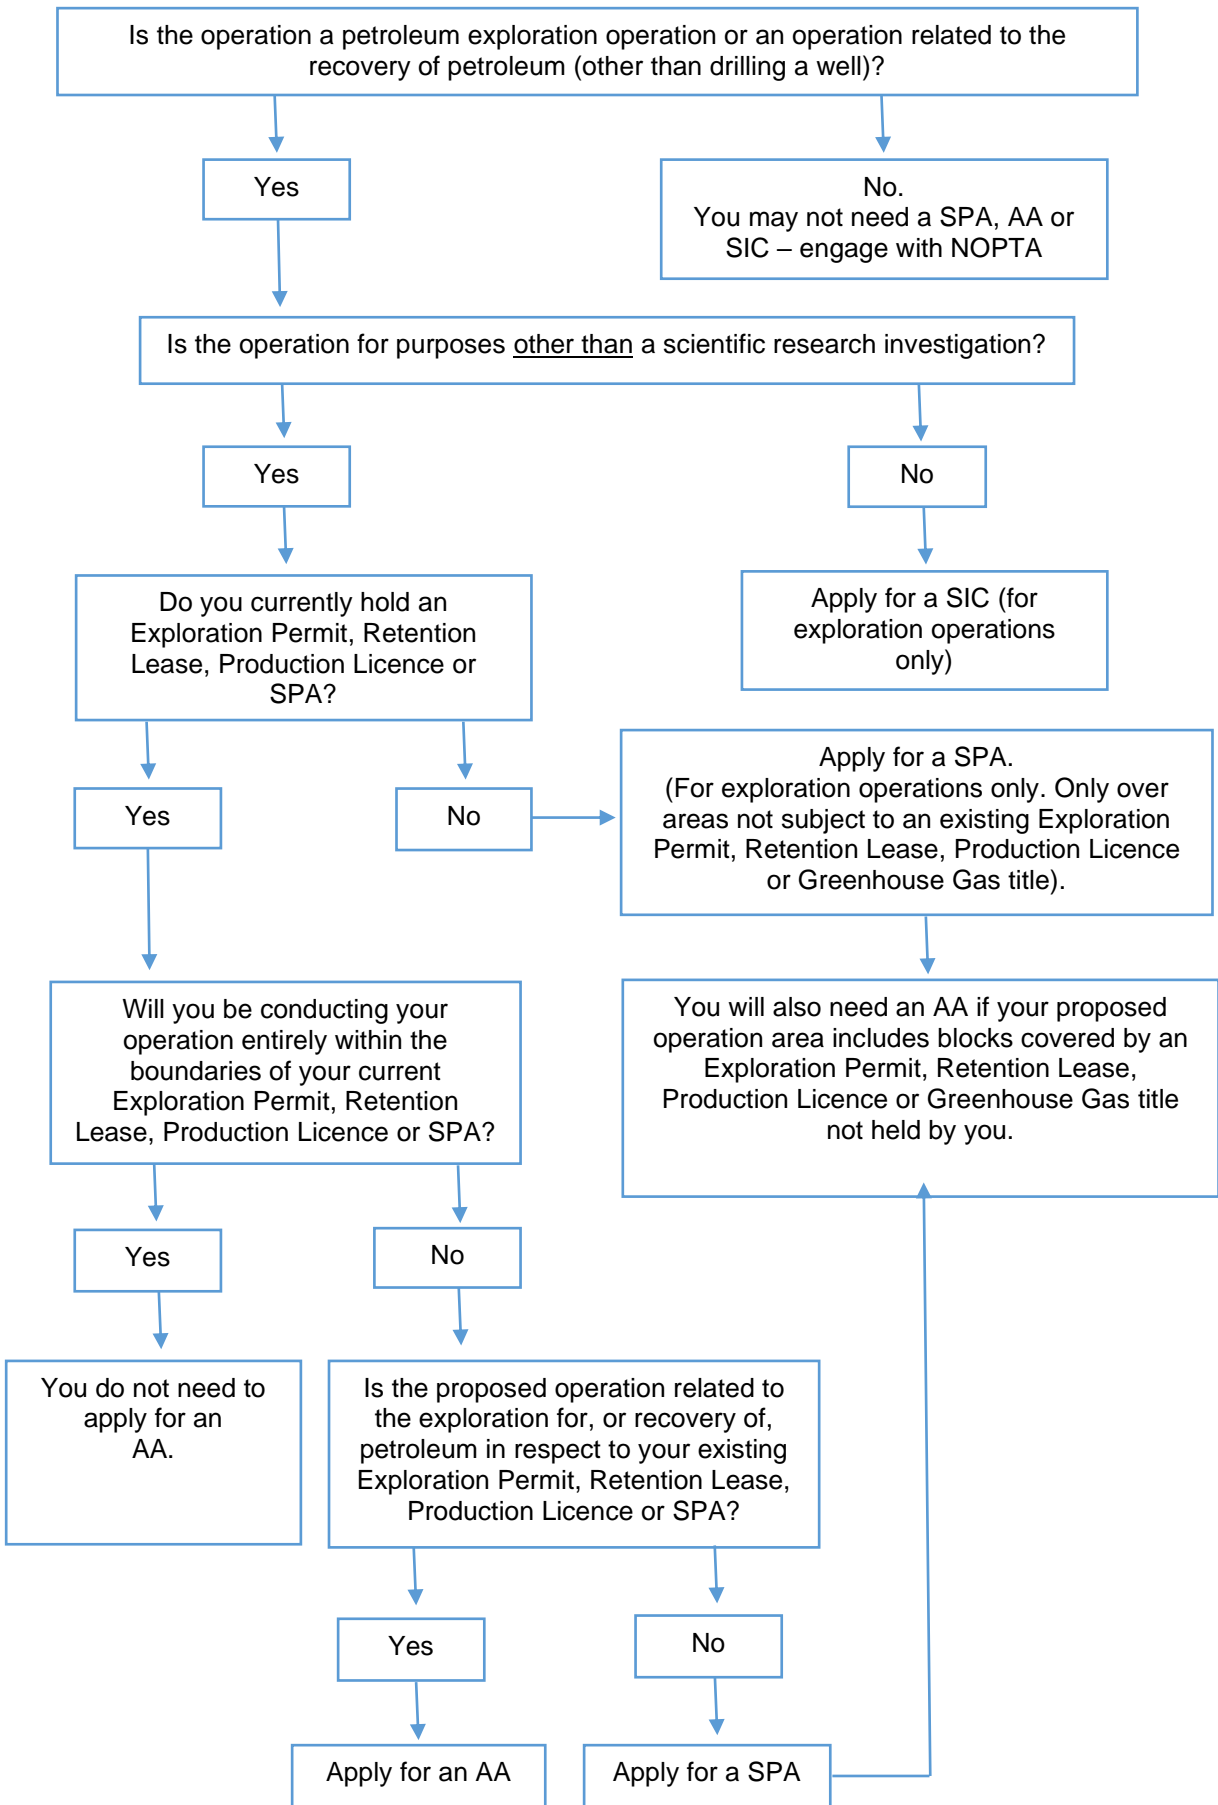 Is the operation a petroleum exploration operation or an operation related to the
recovery of petroleum (other than drilling a well)?
Yes
No.
You may not need a SPA, AA or
SIC – engage with NOPTA
Is the operation for purposes other than a scientific research investigation?
Yes
No
Do you currently hold an
Exploration Permit, Retention
Lease, Production Licence or
SPA?
Apply for a SIC (for
exploration operations
only)
Yes
No
Apply for a SPA.
(For exploration operations only. Only over
areas not subject to an existing Exploration
Permit, Retention Lease, Production Licence
or Greenhouse Gas title).
Will you be conducting your
operation entirely within the
boundaries of your current
Exploration Permit, Retention
Lease, Production Licence or SPA?
You will also need an AA if your proposed
operation area includes blocks covered by an
Exploration Permit, Retention Lease,
Production Licence or Greenhouse Gas title
not held by you.
Yes
No
You do not need to
apply for an
AA.
Is the proposed operation related to
the exploration for, or recovery of,
petroleum in respect to your existing
Exploration Permit, Retention Lease,
Production Licence or SPA?
Yes
No
Apply for an AA
Apply for a SPA